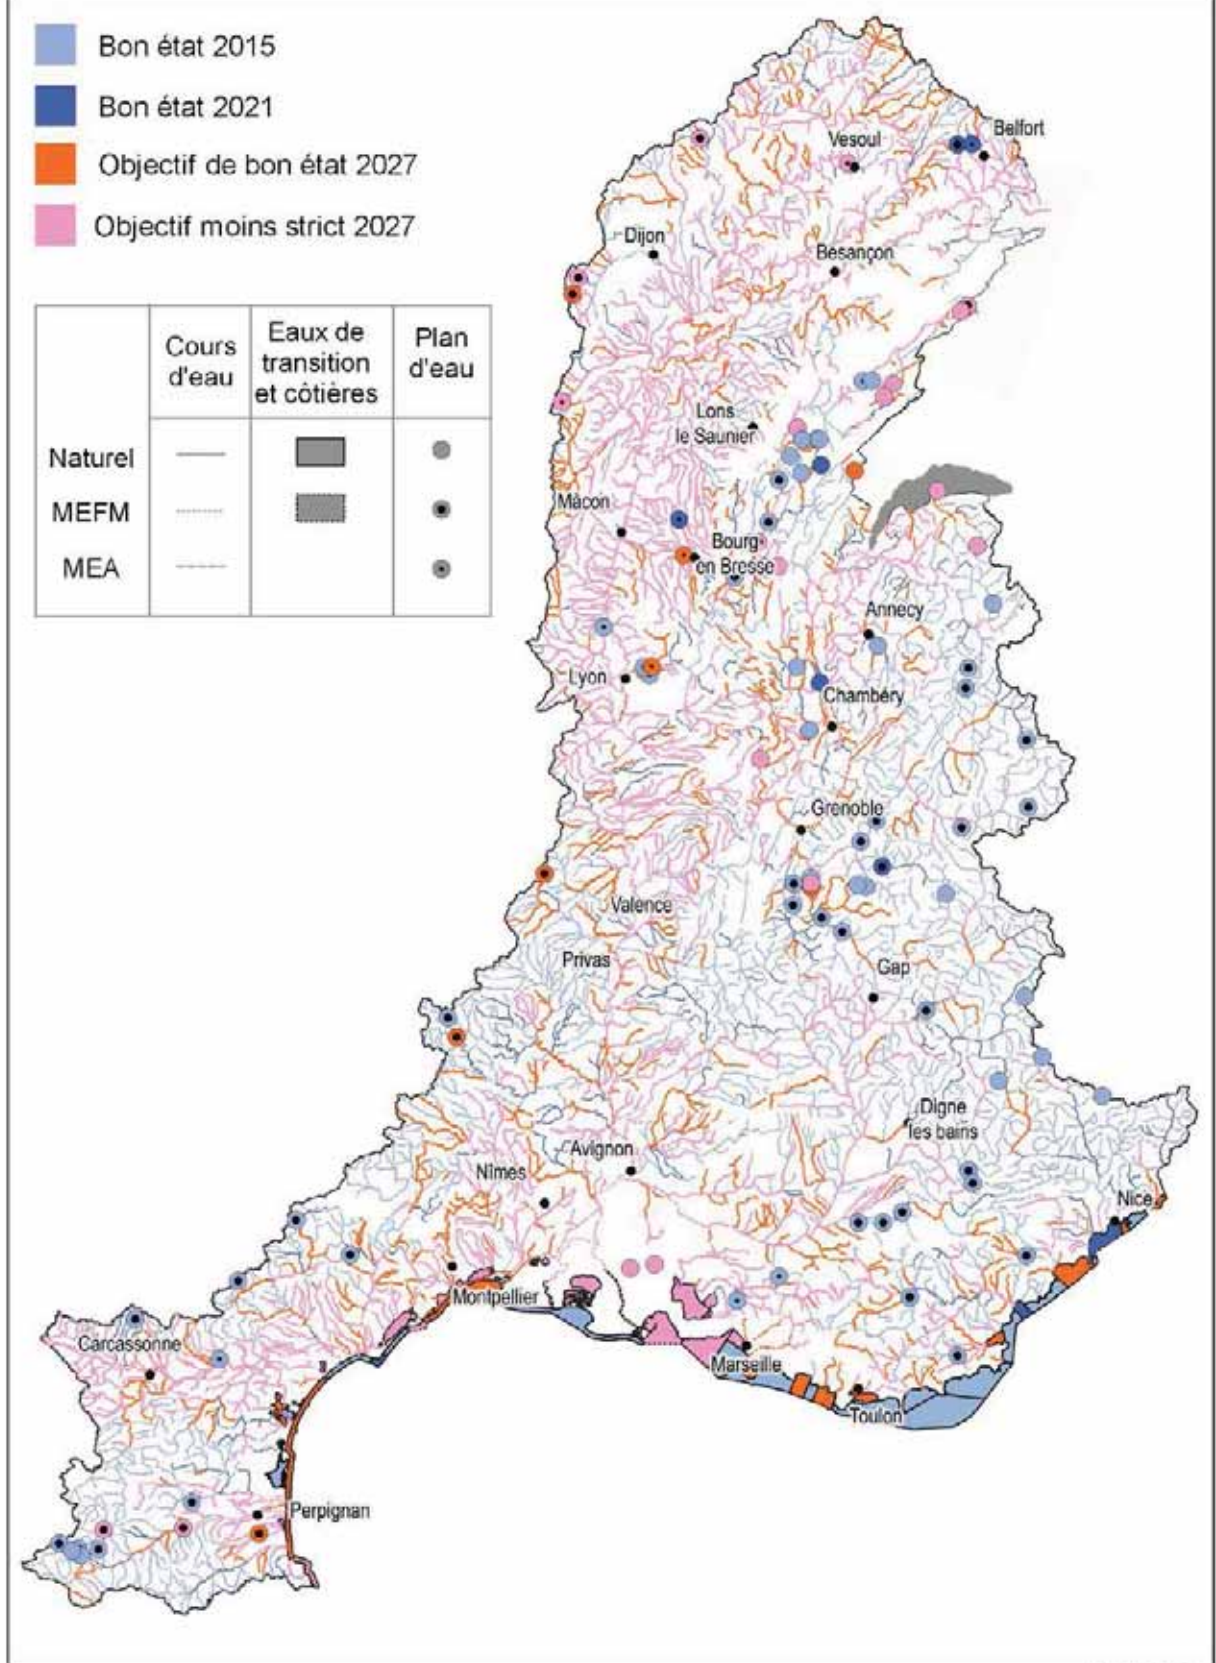 Bon état 2015
Bon état 2021
Objectif de bon état 2027
Objectif moins strict 2027
Cours
d'eau
Eaux de
transition
et côtières
Plan
d'eau
Naturel
MEFM
MEA
Belfort
Vesoul
Dijon
Besançon
Lons
le Saunier
Mâcon
Bourg
en Bresse
Annecy
Lyon
Chambéry
Grenoble
Valence
Privas
Gap
Digne
les bains
Avignon
Nîmes
Nice
Montpellier
Carcassonne
Marseille
Toulon
Perpignan